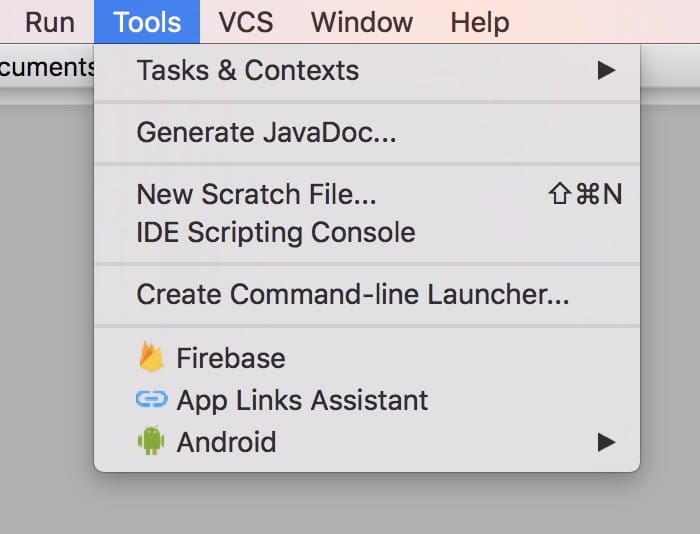 Run Tools VCS Window Help
cuments
Tasks & Contexts
Generate JavaDoc...
New Scratch File... ⇧⌘N
IDE Scripting Console
Create Command-line Launcher...
Firebase
App Links Assistant
Android